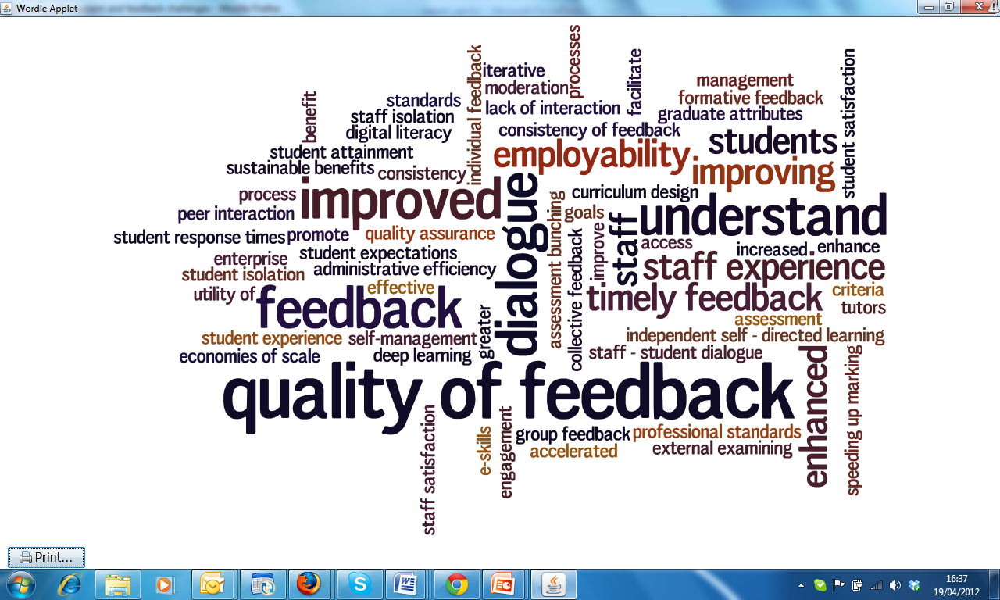 Wordle Applet
processes
individual feedback
iterative
moderation
facilitate
student satisfaction
management
formative feedback
benefit
standards
lack of interaction
graduate attributes
staff isolation
digital literacy
consistency of feedback
students
student attainment
employability
sustainable benefits
consistency
improving
process
improved
dialogue
curriculum design
understand
peer interaction
assessment bunching
goals
staff
student response times
promote
quality assurance
collective feedback
improve
access
increased
enhance
enterprise
student expectations
staff experience
student isolation
administrative efficiency
utility of
effective
feedback
timely feedback
criteria
tutors
greater
assessment
student experience
self-management
independent self - directed learning
economies of scale
deep learning
staff - student dialogue
quality of feedback
enhanced
speeding up marking
staff satisfaction
e-skills
engagement
group feedback
professional standards
accelerated
external examining
Print...
16:37
19/04/2012